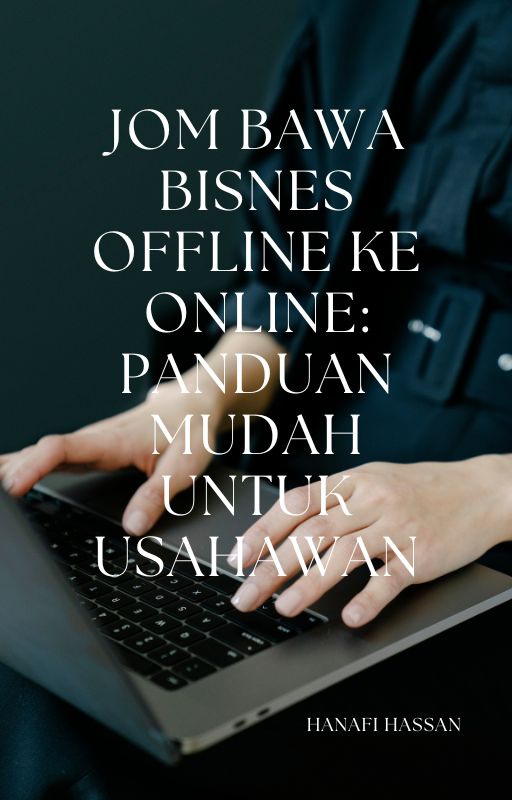 JOM BAWA
BISNES
OFFLINE KE
ONLINE:
PANDUAN
MUDAH
UNTUK
USAHAWAN
HANAFI HASSAN